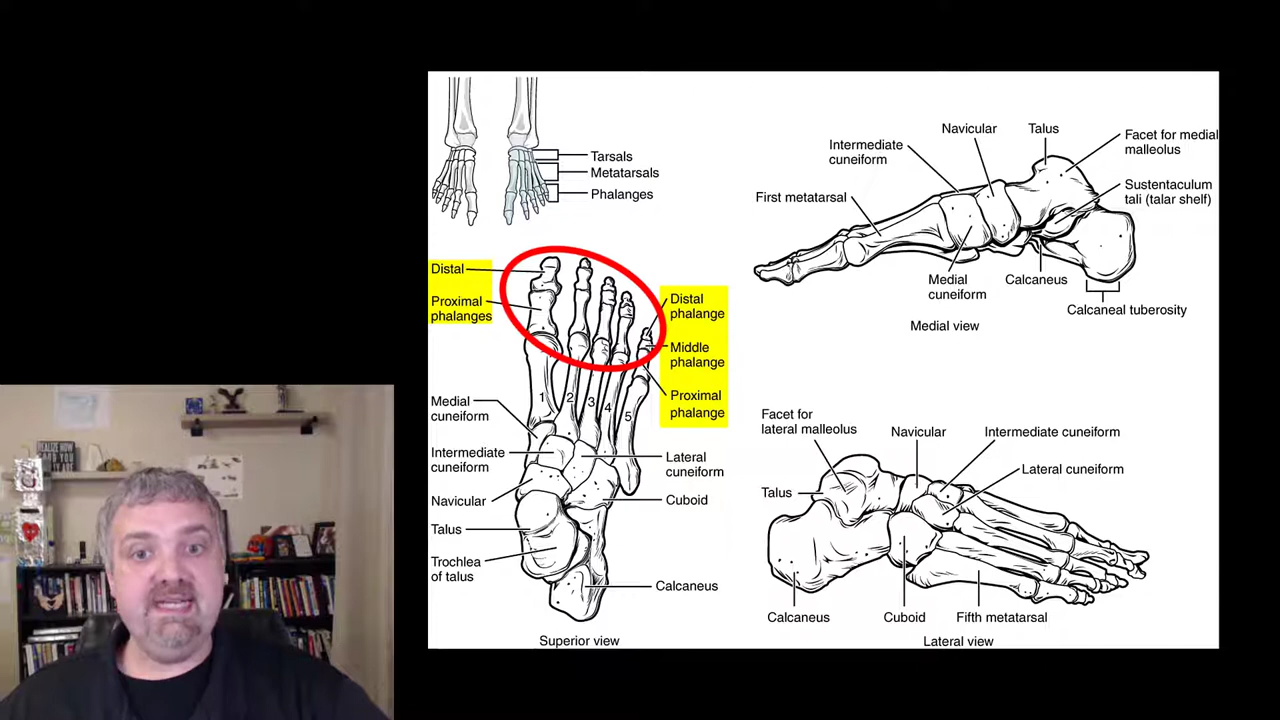 Tarsals
Metatarsals
Phalanges
Distal
Proximal
phalanges
Distal
phalange
Middle
phalange
Proximal
phalange
1
2
3
4
5
Medial
cuneiform
Intermediate
cuneiform
Navicular
Talus
Trochlea
of talus
Lateral
cuneiform
Cuboid
Calcaneus
Superior view
Navicular
Talus
Intermediate
cuneiform
Facet for medial
malleolus
First metatarsal
Sustentaculum
tali (talar shelf)
Medial
cuneiform
Calcaneus
Calcaneal tuberosity
Medial view
Facet for
lateral malleolus
Navicular
Intermediate cuneiform
Lateral cuneiform
Talus
Calcaneus
Cuboid
Fifth metatarsal
Lateral view